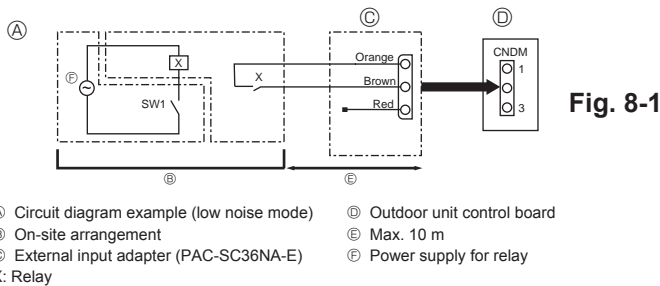 Ⓐ
Ⓒ
Ⓓ
Ⓕ
X
SW1
X
Orange
Brown
Red
CNDM
1
3
Fig. 8-1
Ⓑ
Ⓔ
Circuit diagram example (low noise mode)
Ⓑ On-site arrangement
Ⓒ External input adapter (PAC-SC36NA-E)
X: Relay
Ⓓ Outdoor unit control board
Ⓔ Max. 10 m
Ⓕ Power supply for relay